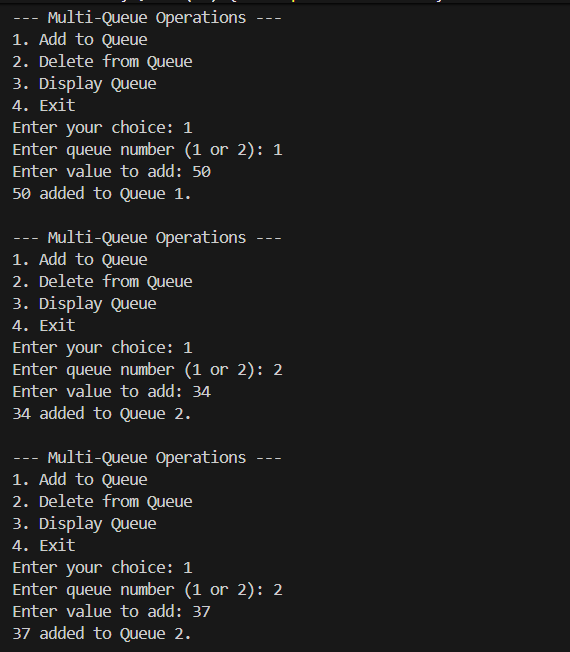 --- Multi-Queue Operations ---
1. Add to Queue
2. Delete from Queue
3. Display Queue
4. Exit
Enter your choice: 1
Enter queue number (1 or 2): 1
Enter value to add: 50
50 added to Queue 1.
--- Multi-Queue Operations ---
1. Add to Queue
2. Delete from Queue
3. Display Queue
4. Exit
Enter your choice: 1
Enter queue number (1 or 2): 2
Enter value to add: 34
34 added to Queue 2.
--- Multi-Queue Operations ---
1. Add to Queue
2. Delete from Queue
3. Display Queue
4. Exit
Enter your choice: 1
Enter queue number (1 or 2): 2
Enter value to add: 37
37 added to Queue 2.